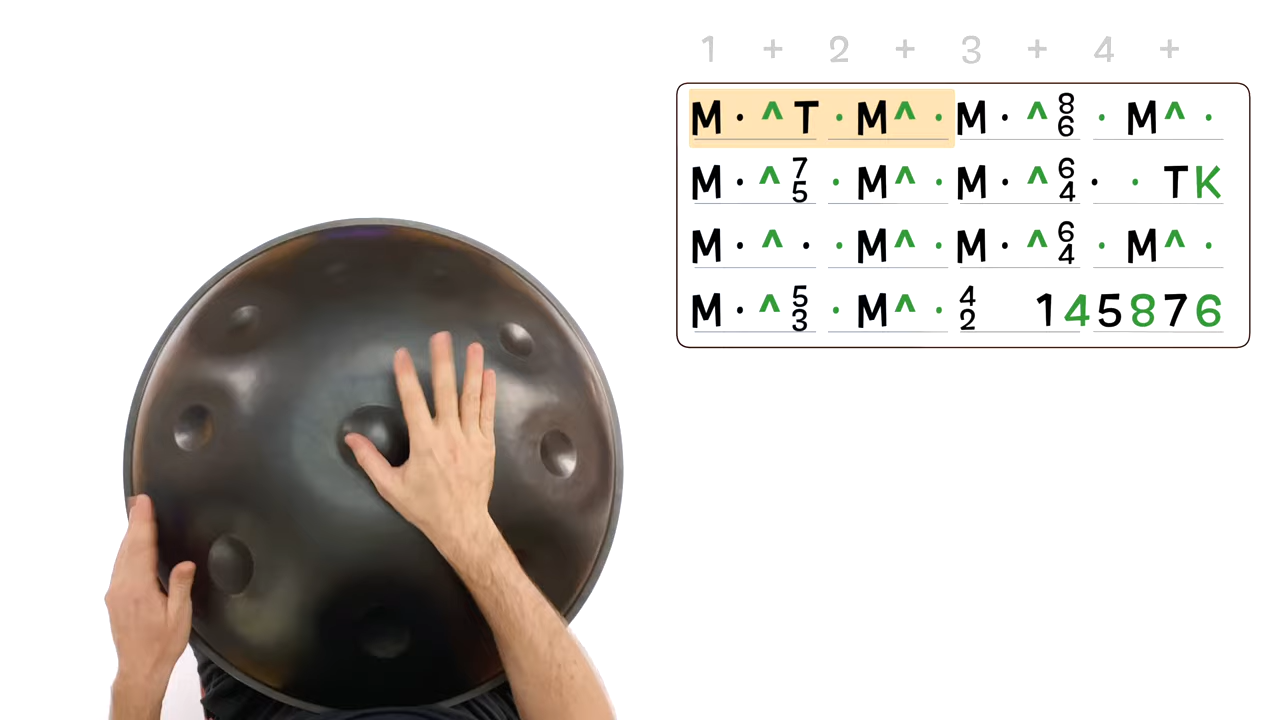 1 + 2 + 3 + 4 +
M · ^ T · M ^ · M · ^ 8 6 · M ^ ·
M · ^ 7 5 · M ^ · M · ^ 6 4 · · T K
M · ^ · · M ^ · M · ^ 6 4 · M ^ ·
M · ^ 5 3 · M ^ · 4 2 1 4 5 8 7 6